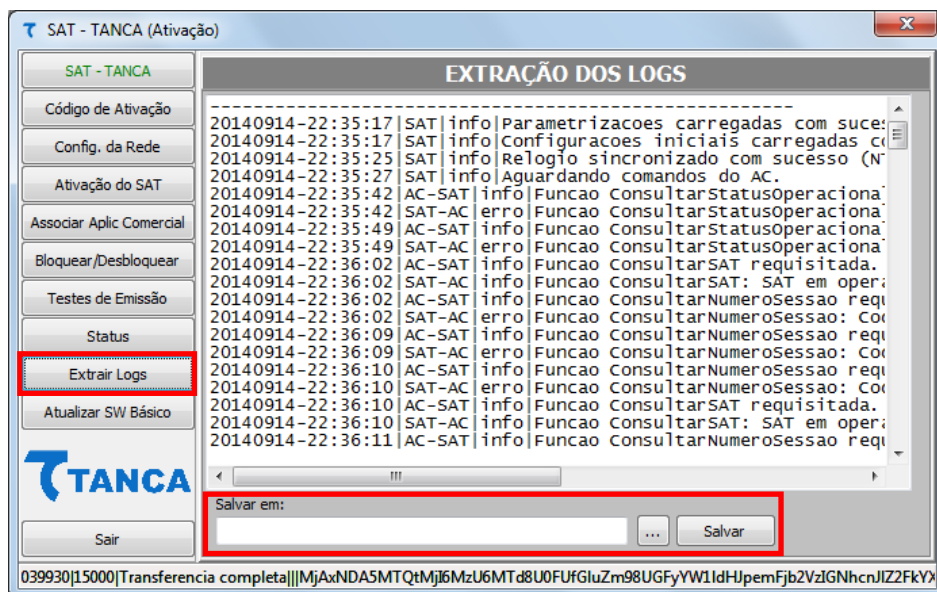 SAT - TANCA (Ativação)
SAT - TANCA
Código de Ativação
Config. da Rede
Ativação do SAT
Associar Aplic Comercial
Bloquear/Desbloquear
Testes de Emissão
Status
Extrair Logs
Atualizar SW Básico
TANCA
Sair
EXTRAÇÃO DOS LOGS
------------------------------------------------------
20140914-22:35:17|SAT|info|Parametrizacoes carregadas com suces
20140914-22:35:17|SAT|info|Configuracoes iniciais carregadas co
20140914-22:35:25|SAT|info|Relogio sincronizado com sucesso (NT
20140914-22:35:27|SAT|info|Aguardando comandos do AC.
20140914-22:35:42|AC-SAT|info|Funcao ConsultarStatusOperacional
20140914-22:35:42|SAT-AC|erro|Funcao ConsultarStatusOperacional
20140914-22:35:49|AC-SAT|info|Funcao ConsultarStatusOperacional
20140914-22:35:49|SAT-AC|erro|Funcao ConsultarStatusOperacional
20140914-22:36:02|AC-SAT|info|Funcao ConsultarSAT requisitada.
20140914-22:36:02|SAT-AC|info|Funcao ConsultarSAT: SAT em opera
20140914-22:36:02|AC-SAT|info|Funcao ConsultarNumeroSessao requ
20140914-22:36:02|SAT-AC|erro|Funcao ConsultarNumeroSessao: Cod
20140914-22:36:09|AC-SAT|info|Funcao ConsultarNumeroSessao requ
20140914-22:36:09|SAT-AC|erro|Funcao ConsultarNumeroSessao: Cod
20140914-22:36:10|AC-SAT|info|Funcao ConsultarNumeroSessao requ
20140914-22:36:10|SAT-AC|erro|Funcao ConsultarNumeroSessao: Cod
20140914-22:36:10|AC-SAT|info|Funcao ConsultarSAT requisitada.
20140914-22:36:10|SAT-AC|info|Funcao ConsultarSAT: SAT em opera
20140914-22:36:11|AC-SAT|info|Funcao ConsultarNumeroSessao requ
Salvar em:
...
Salvar
039930|15000|Transferencia completa|||MjAxNDA5MTQtMjI6MzU6MTd8U0FUfGluZm98UGFyYW1ldHJpemFjb2VzIGNhcnJlZ2FkYX